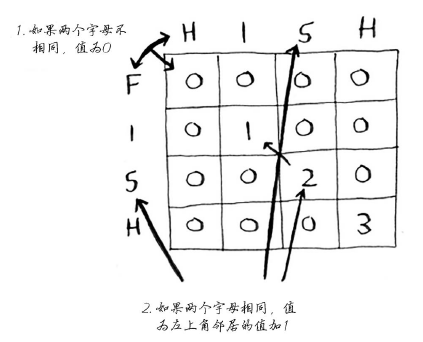 1. 如果两个字母不
相同，值为0
H I S H
F 0 0 0 0
I 0 1 0 0
S 0 0 2 0
H 0 0 0 3
2. 如果两个字母相同，值
为左上角邻居的值加1